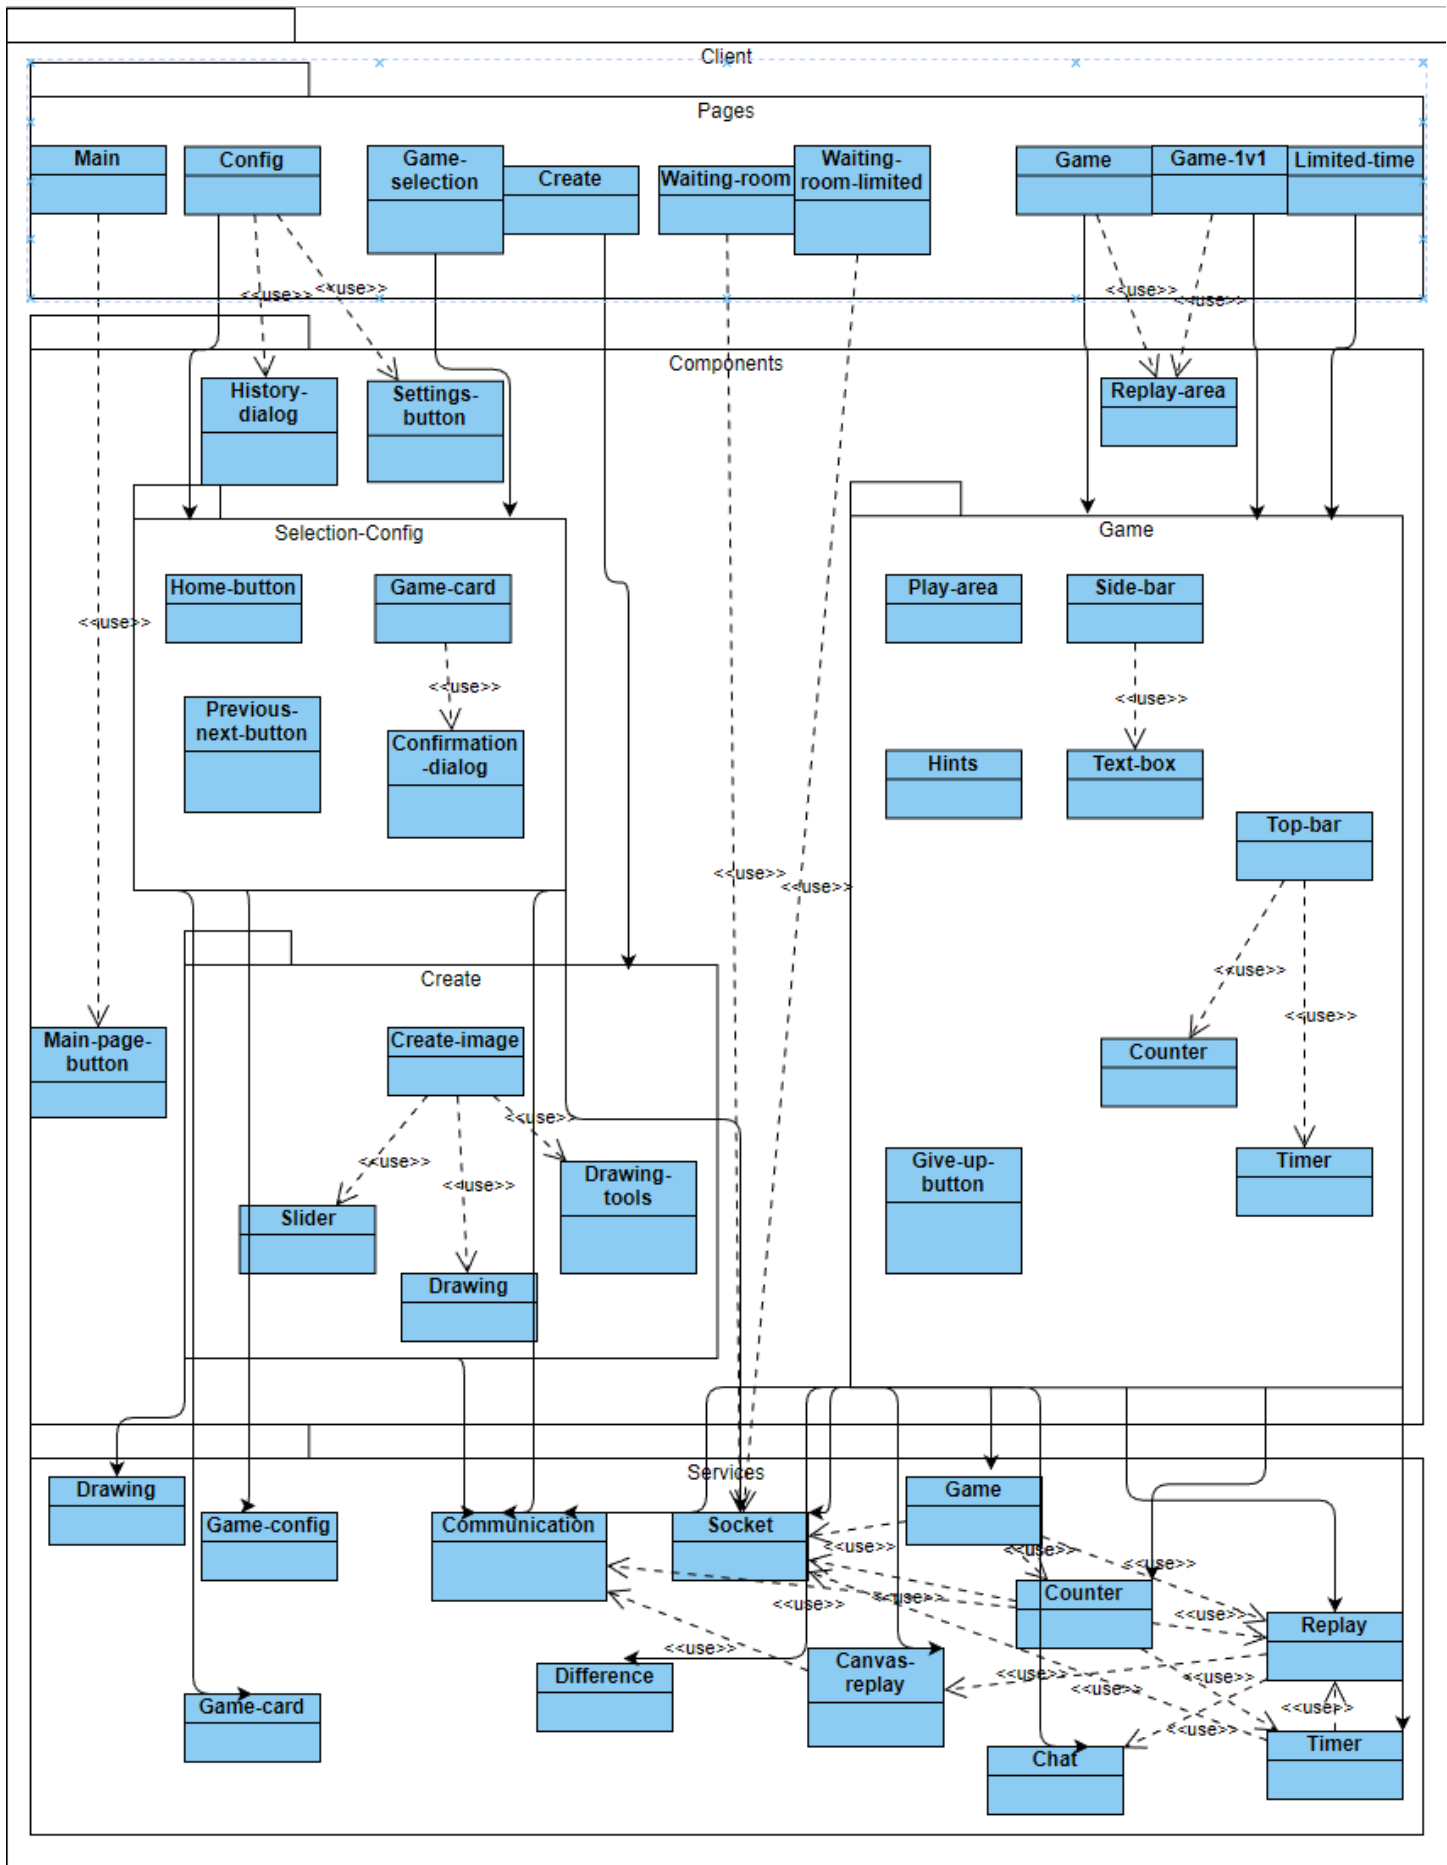 Client
Pages
Main
Config
Game-
selection
Create
Waiting-room
Waiting-
room-limited
Game
Game-1v1
Limited-time
<<use>>
<<use>>
<<use>>
<<use>>
Components
History-
dialog
Settings-
button
Replay-area
Selection-Config
Game
Home-button
Game-card
Play-area
Side-bar
<<use>>
<<use>>
<<use>>
Previous-
next-button
Confirmation
-dialog
Hints
Text-box
Top-bar
<<use>>
<<use>>
<<use>>
<<use>>
Create
Main-page-
button
Create-image
Counter
<<use>>
<<use>>
<<use>>
Drawing-
tools
Give-up-
button
Timer
Slider
Drawing
Services
Drawing
Game-config
Communication
Socket
Game
<<use>>
<<use>>
<<use>>
Counter
<<use>>
<<use>>
<<use>>
Replay
<<use>>
Difference
Canvas-
replay
<<use>>
<<use>>
Game-card
<<use>>
<<use>>
Chat
Timer